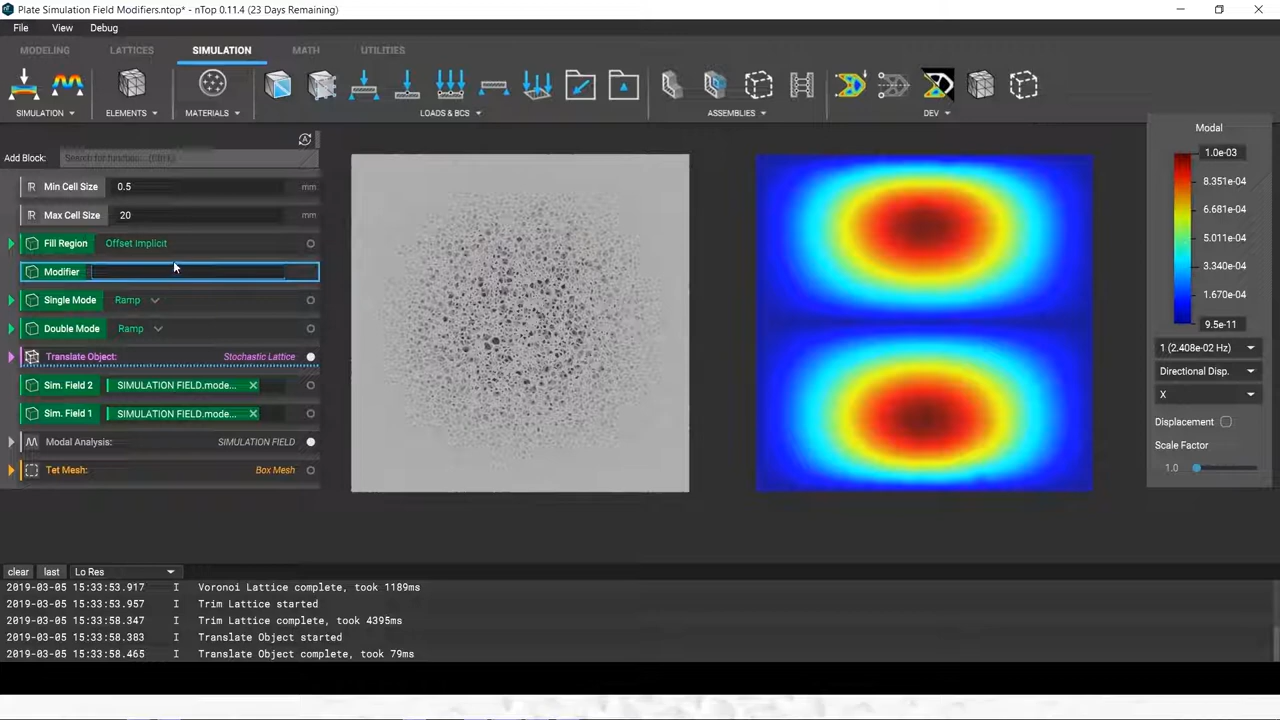 Plate Simulation Field Modifiers.ntop* - nTop 0.11.4 (23 Days Remaining)
File View Debug
MODELING LATTICES SIMULATION MATH UTILITIES
SIMULATION ELEMENTS MATERIALS LOADS & BCS ASSEMBLIES DEV
Add Block: Search for function... (Ctrl+F)
Min Cell Size 0.5 mm
Max Cell Size 20 mm
Fill Region Offset Implicit
Modifier
Single Mode Ramp
Double Mode Ramp
Translate Object: Stochastic Lattice
Sim. Field 2 SIMULATION FIELD.mode...
Sim. Field 1 SIMULATION FIELD.mode...
Modal Analysis: SIMULATION FIELD
Tet Mesh: Box Mesh
Modal
1.0e-03
8.351e-04
6.681e-04
5.011e-04
3.340e-04
1.670e-04
9.5e-11
1 (2.408e-02 Hz)
Directional Disp.
X
Displacement
Scale Factor
1.0
clear last Lo Res
2019-03-05 15:33:53.917 I Voronoi Lattice complete, took 1189ms
2019-03-05 15:33:53.957 I Trim Lattice started
2019-03-05 15:33:58.347 I Trim Lattice complete, took 4395ms
2019-03-05 15:33:58.383 I Translate Object started
2019-03-05 15:33:58.465 I Translate Object complete, took 79ms